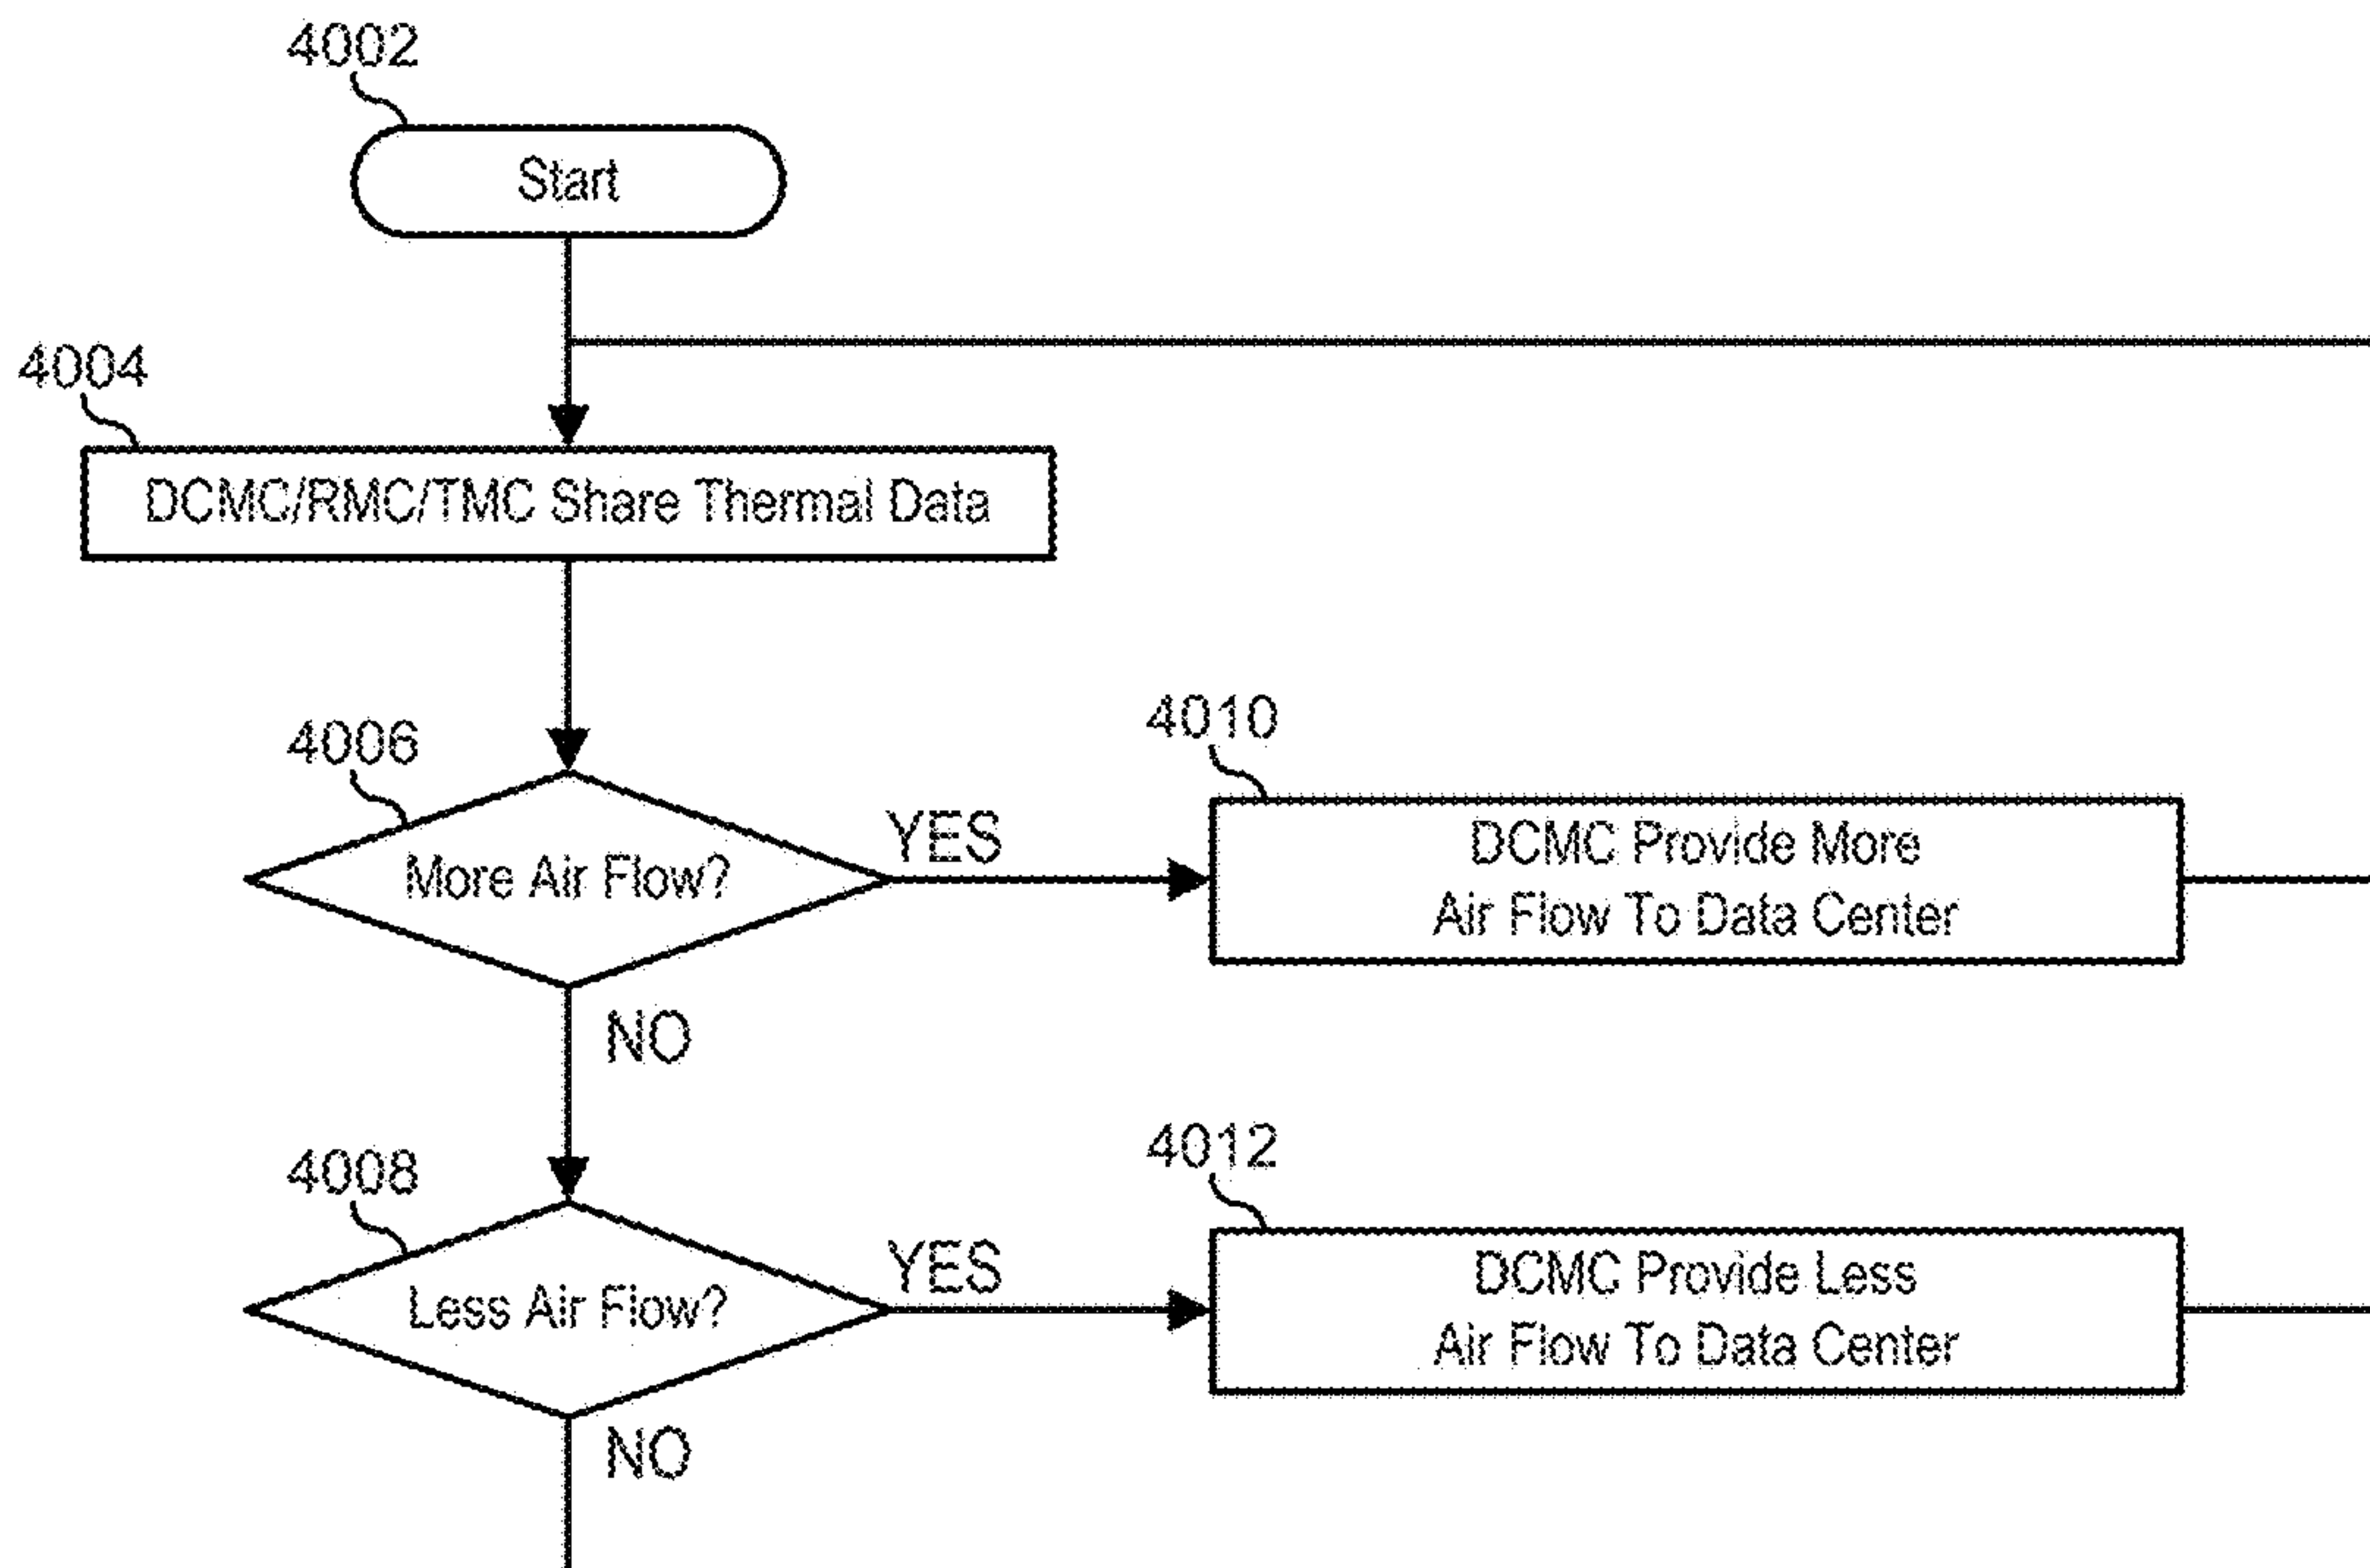 4002
Start
4004
DCMC/RMC/TMC Share Thermal Data
4006
More Air Flow?
YES
4010
DCMC Provide More
Air Flow To Data Center
NO
4008
Less Air Flow?
YES
4012
DCMC Provide Less
Air Flow To Data Center
NO